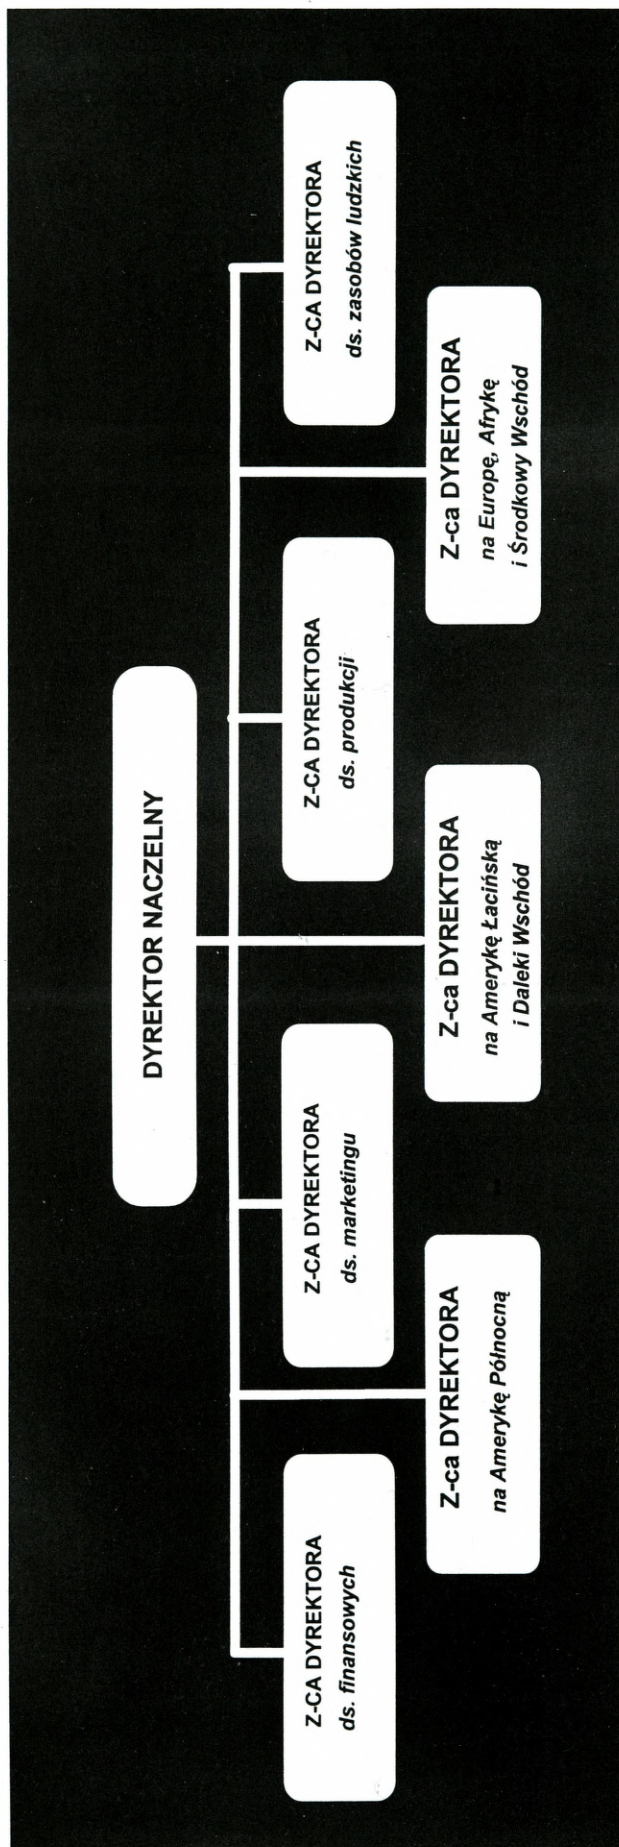 DYREKTOR NACZELNY
Z-CA DYREKTORA
ds. finansowych
Z-CA DYREKTORA
ds. marketingu
Z-CA DYREKTORA
ds. produkcji
Z-CA DYREKTORA
ds. zasobów ludzkich
Z-ca DYREKTORA
na Amerykę Północną
Z-ca DYREKTORA
na Amerykę Łacińską
i Daleki Wschód
Z-ca DYREKTORA
na Europę, Afrykę
i Środkowy Wschód